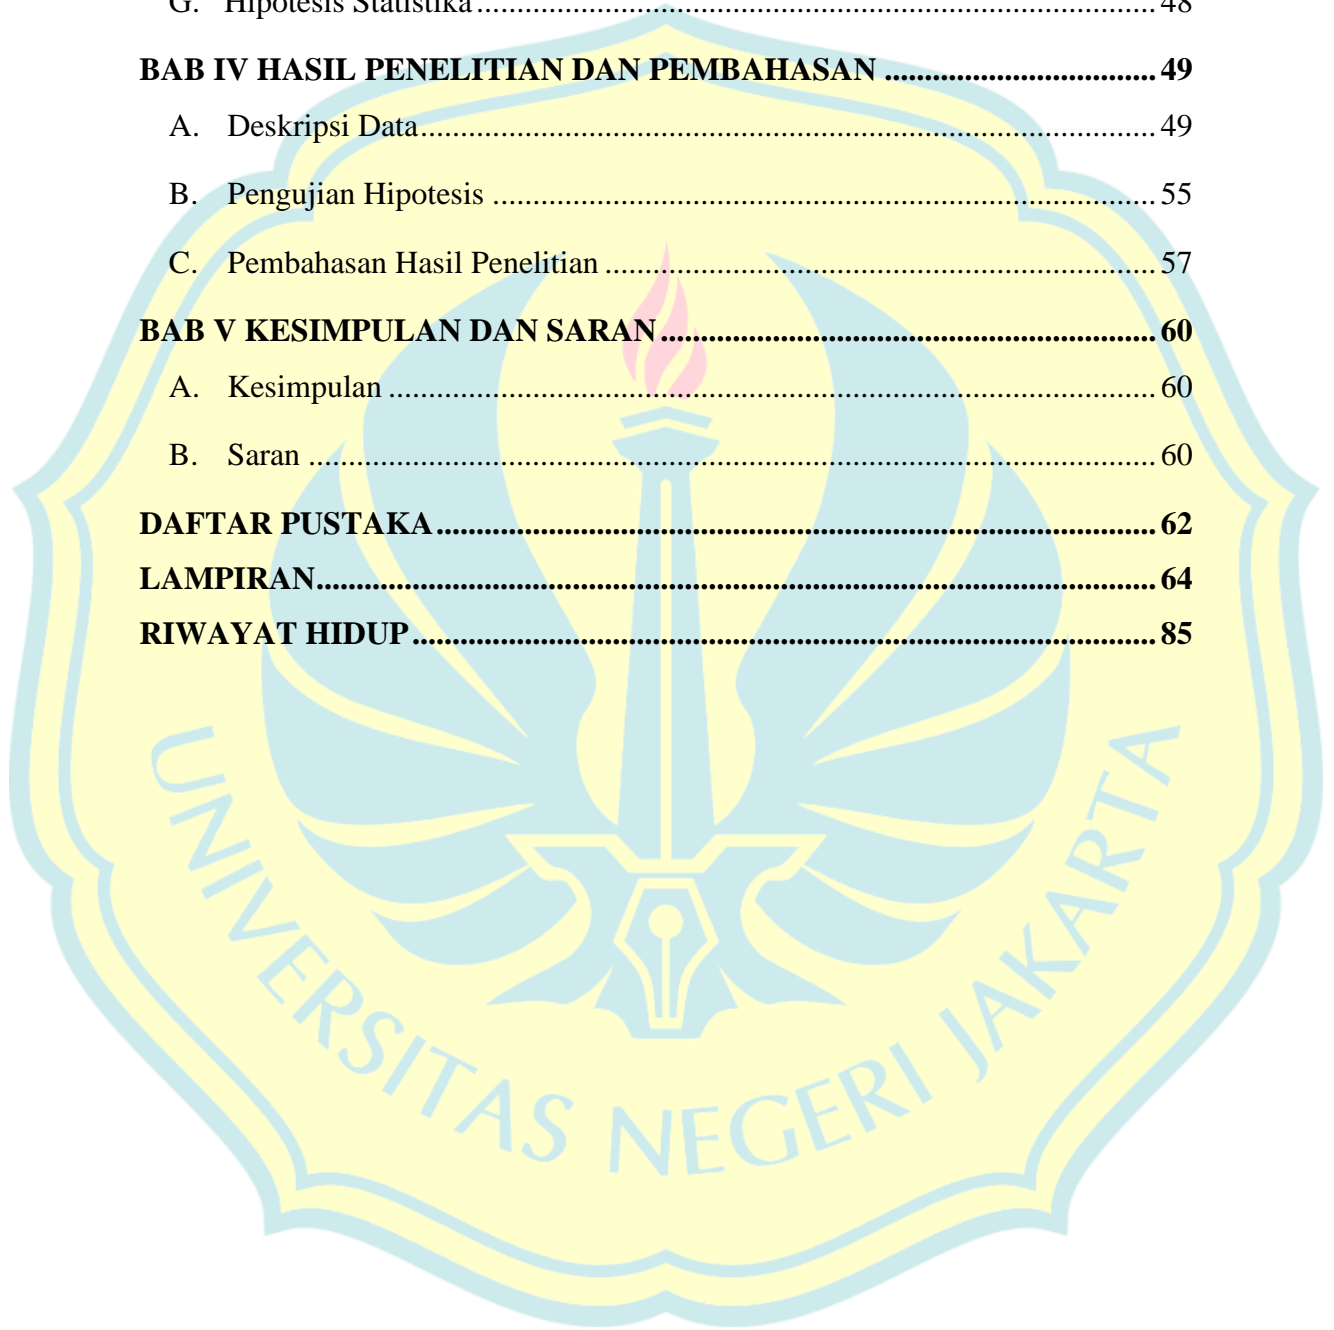 G. Hipotesis Statistika.................................................................................... 48
BAB IV HASIL PENELITIAN DAN PEMBAHASAN ................................. 49
A. Deskripsi Data........................................................................................... 49
B. Pengujian Hipotesis .................................................................................. 55
C. Pembahasan Hasil Penelitian .................................................................... 57
BAB V KESIMPULAN DAN SARAN............................................................ 60
A. Kesimpulan ............................................................................................... 60
B. Saran ......................................................................................................... 60
DAFTAR PUSTAKA........................................................................................ 62
LAMPIRAN...................................................................................................... 64
RIWAYAT HIDUP........................................................................................... 85
UNIVERSITAS NEGERI JAKARTA